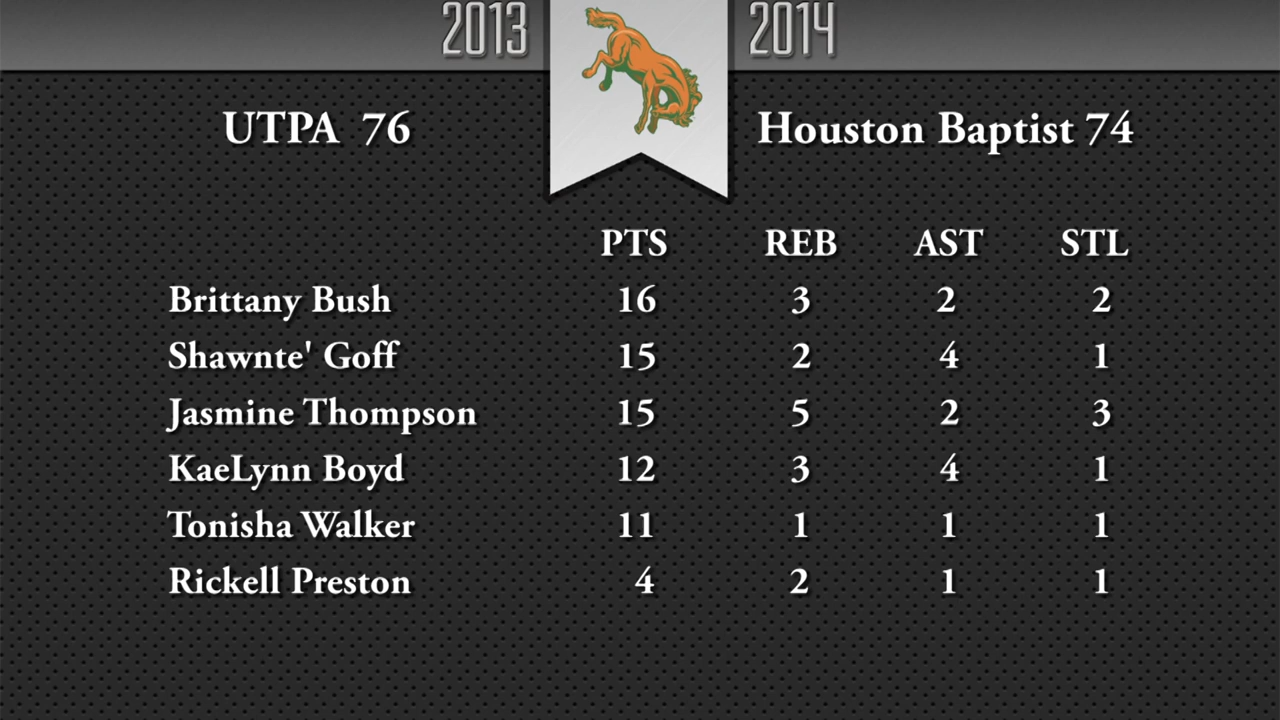 2013 2014
UTPA 76 Houston Baptist 74
PTS REB AST STL
Brittany Bush 16 3 2 2
Shawnte' Goff 15 2 4 1
Jasmine Thompson 15 5 2 3
KaeLynn Boyd 12 3 4 1
Tonisha Walker 11 1 1 1
Rickell Preston 4 2 1 1